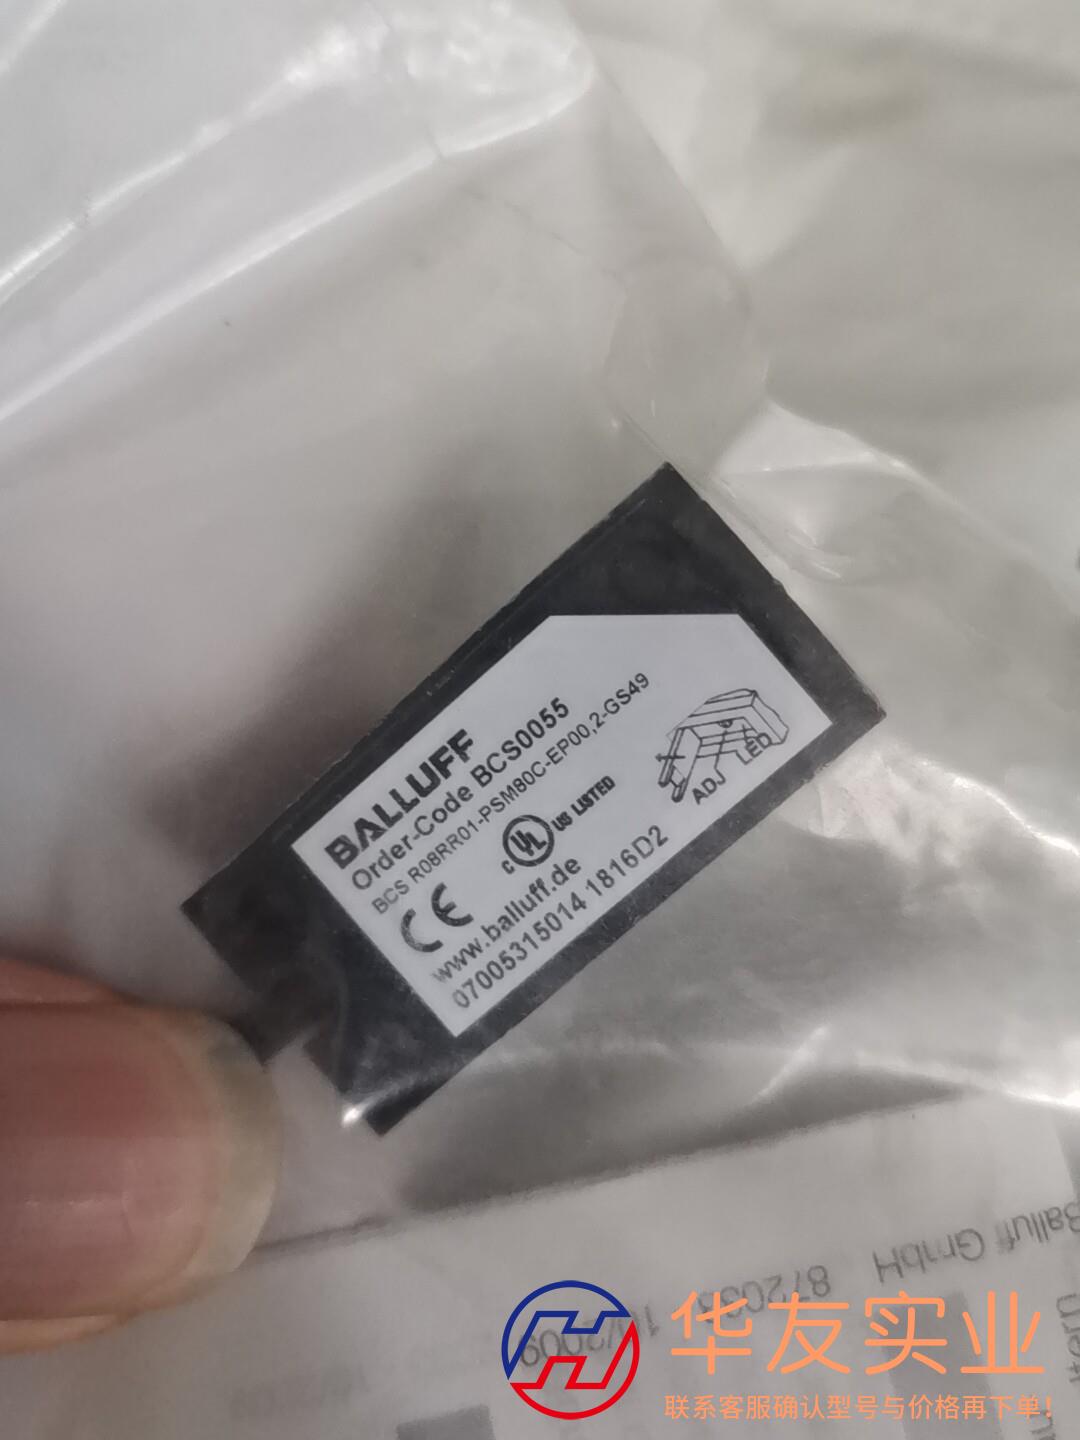 BALLUFF
Order-Code BCS0055
BCS R08RR01-PSM80C-EP00,2-GS49
CE
c UL US LISTED
ADJ LED
www.balluff.de
07005315014 1816D2
Balluff GmbH
华友实业
联系客服确认型号与价格再下单！